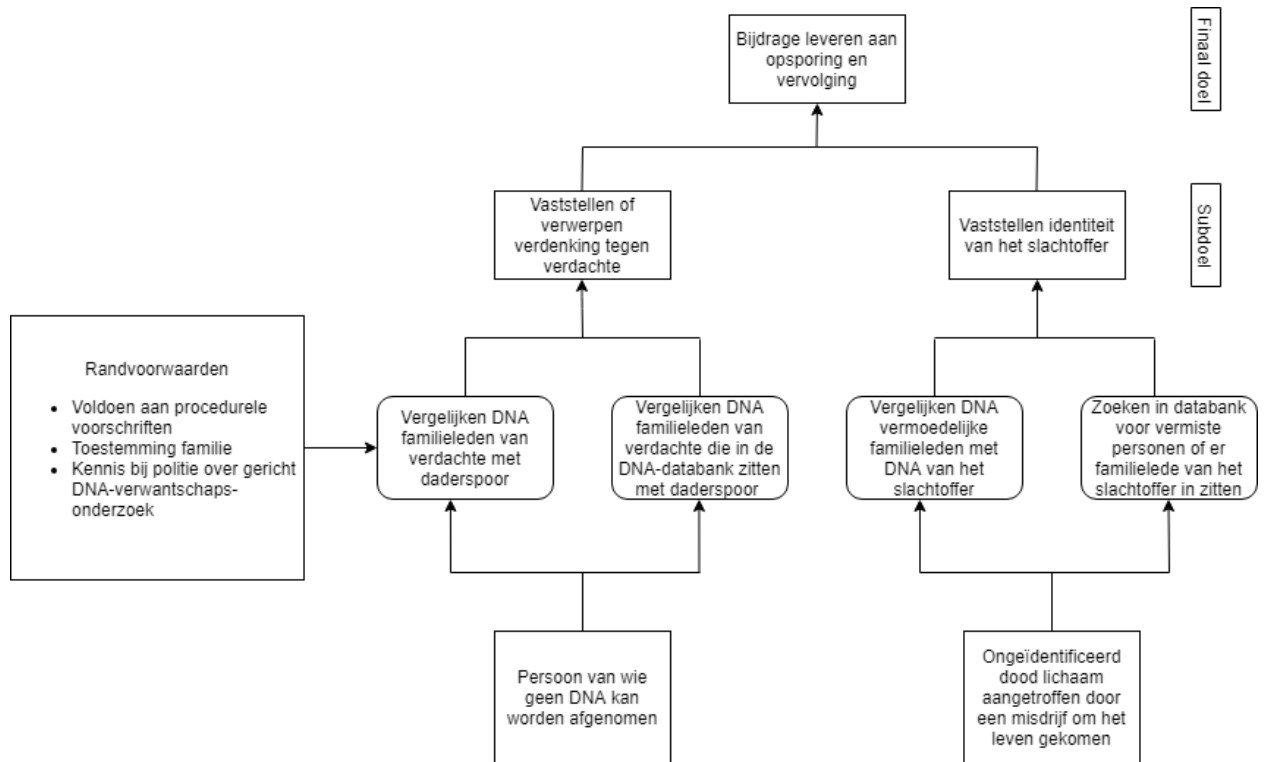 Bijdrage leveren aan
opsporing en
vervolging
Finaal doel
Vaststellen of
verwerpen
verdenking tegen
verdachte
Vaststellen identiteit
van het slachtoffer
Subdoel
Randvoorwaarden
• Voldoen aan procedurele
voorschriften
• Toestemming familie
• Kennis bij politie over gericht
DNA-verwantschaps-
onderzoek
Vergelijken DNA
familieleden van
verdachte met
daderspoor
Vergelijken DNA
familieleden van
verdachte die in de
DNA-databank zitten
met daderspoor
Vergelijken DNA
vermoedelijke
familieleden met
DNA van het
slachtoffer
Zoeken in databank
voor vermiste
personen of er
familielede van het
slachtoffer in zitten
Persoon van wie
geen DNA kan
worden afgenomen
Ongeïdentificeerd
dood lichaam
aangetroffen door
een misdrijf om het
leven gekomen